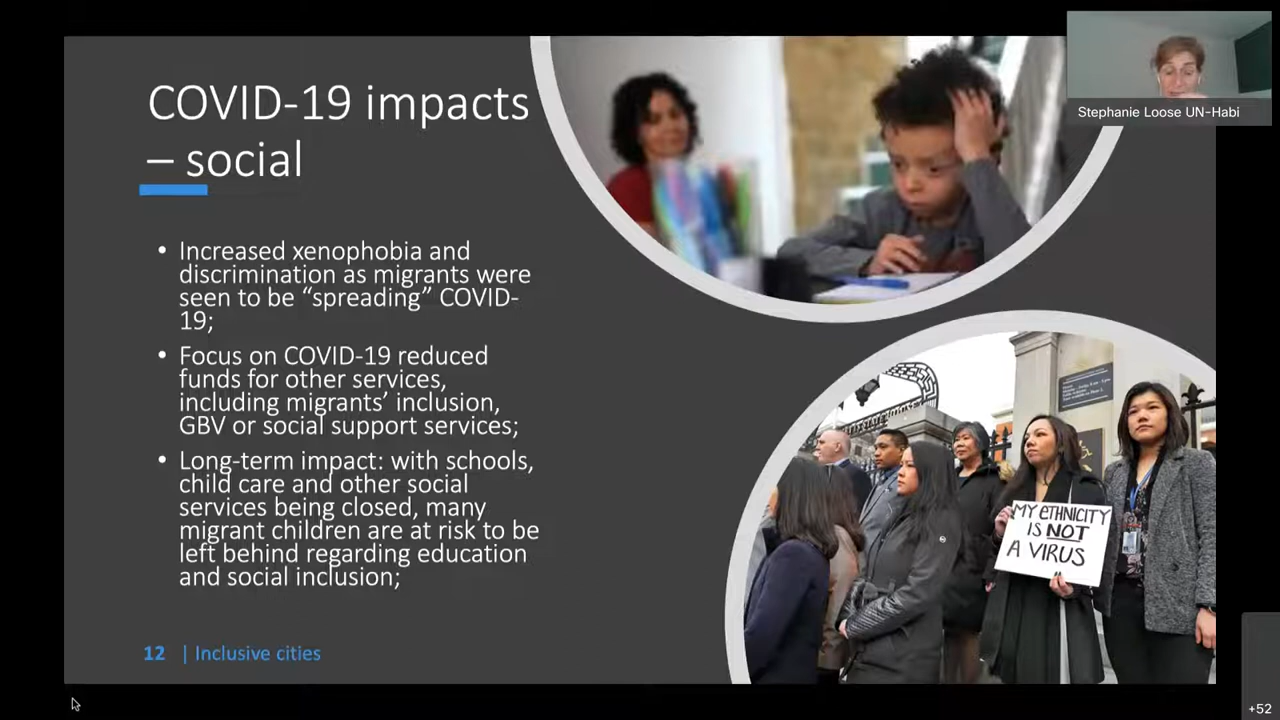 COVID-19 impacts
– social
• Increased xenophobia and
discrimination as migrants were
seen to be “spreading” COVID-
19;
• Focus on COVID-19 reduced
funds for other services,
including migrants’ inclusion,
GBV or social support services;
• Long-term impact: with schools,
child care and other social
services being closed, many
migrant children are at risk to be
left behind regarding education
and social inclusion;
12 | Inclusive cities
Stephanie Loose UN-Habi
MY ETHNICITY
IS NOT
A VIRUS
+52